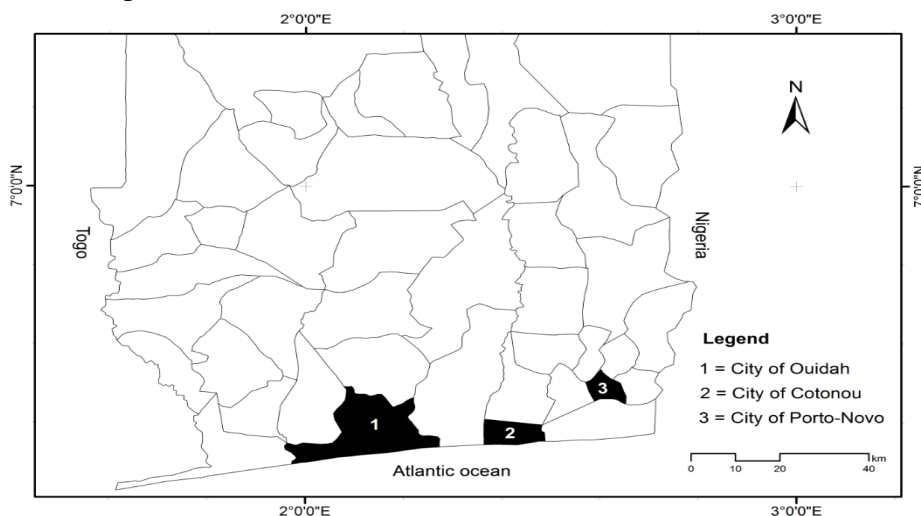 2°0'0"E
3°0'0"E
N
7°0'0"N
7°0'0"N
Togo
Nigeria
Legend
1 = City of Ouidah
2 = City of Cotonou
3 = City of Porto-Novo
3
1
2
Atlantic ocean
km
0 10 20 40
2°0'0"E
3°0'0"E